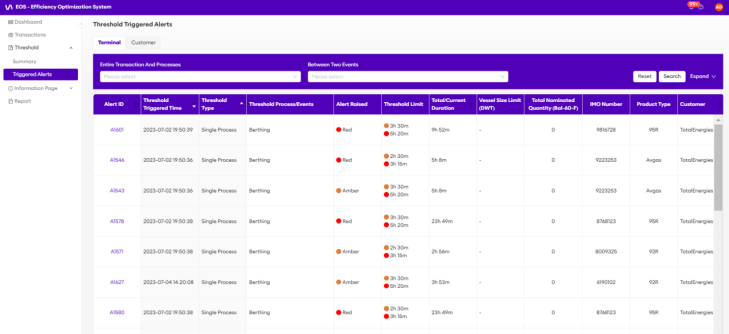 EOS - Efficiency Optimization System
99+
AG
Dashboard
Transactions
Threshold
Summary
Triggered Alerts
Information Page
Report
Threshold Triggered Alerts
Terminal Customer
Entire Transaction And Processes Between Two Events
Please select Please select Reset Search Expand
Alert ID Threshold Triggered Time Threshold Type Threshold Process/Events Alert Raised Threshold Limit Total/Current Duration Vessel Size Limit (DWT) Total Nominated Quantity (Bal-60-F) IMO Number Product Type Customer
A1601 2023-07-02 19:50:39 Single Process Berthing Red 3h 30m 5h 20m 9h 52m - 0 9816728 95R TotalEnergies
A1546 2023-07-02 19:50:36 Single Process Berthing Red 2h 30m 3h 15m 5h 8m - 0 9223253 Avgas TotalEnergies
A1543 2023-07-02 19:50:36 Single Process Berthing Amber 3h 30m 5h 20m 5h 8m - 0 9223253 Avgas TotalEnergies
A1578 2023-07-02 19:50:38 Single Process Berthing Red 3h 30m 5h 20m 23h 49m - 0 8768123 95R TotalEnergies
A1571 2023-07-02 19:50:38 Single Process Berthing Amber 2h 30m 3h 15m 2h 56m - 0 8009325 92R TotalEnergies
A1627 2023-07-04 14:20:08 Single Process Berthing Amber 3h 30m 5h 20m 3h 53m - 0 6190102 92R TotalEnergies
A1580 2023-07-02 19:50:38 Single Process Berthing Red 2h 30m 3h 15m 23h 49m - 0 8768123 95R TotalEnergies